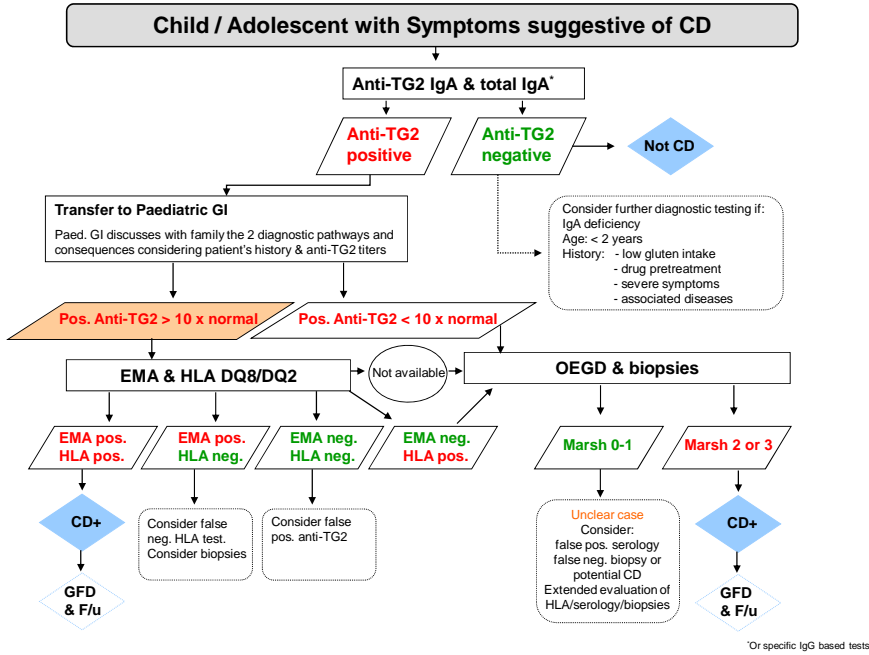 Child / Adolescent with Symptoms suggestive of CD
Anti-TG2 IgA & total IgA*
Anti-TG2
positive
Anti-TG2
negative
Not CD
Transfer to Paediatric GI
Paed. GI discusses with family the 2 diagnostic pathways and
consequences considering patient's history & anti-TG2 titers
Consider further diagnostic testing if:
IgA deficiency
Age: < 2 years
History: - low gluten intake
- drug pretreatment
- severe symptoms
- associated diseases
Pos. Anti-TG2 > 10 x normal
Pos. Anti-TG2 < 10 x normal
EMA & HLA DQ8/DQ2
Not available
OEGD & biopsies
EMA pos.
HLA pos.
EMA pos.
HLA neg.
EMA neg.
HLA neg.
EMA neg.
HLA pos.
Marsh 0-1
Marsh 2 or 3
CD+
Consider false
neg. HLA test.
Consider biopsies
Consider false
pos. anti-TG2
Unclear case
Consider:
false pos. serology
false neg. biopsy or
potential CD
Extended evaluation of
HLA/serology/biopsies
CD+
GFD
& F/u
GFD
& F/u
*Or specific IgG based tests